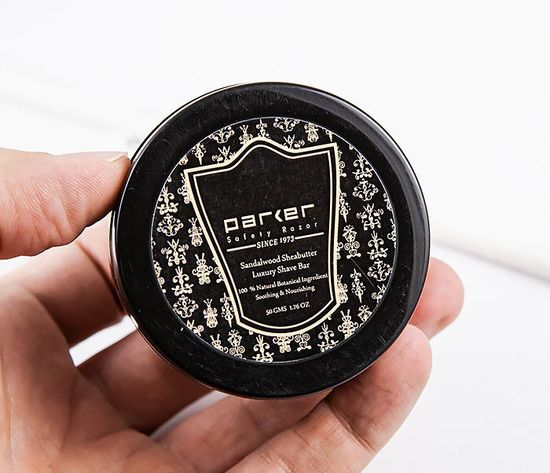 parker
Safety Razor
SINCE 1973
Sandalwood Sheabutter
Luxury Shave Bar
100 % Natural Botanical Ingredient
Soothing & Nourishing
50 GMS 1.76 OZ